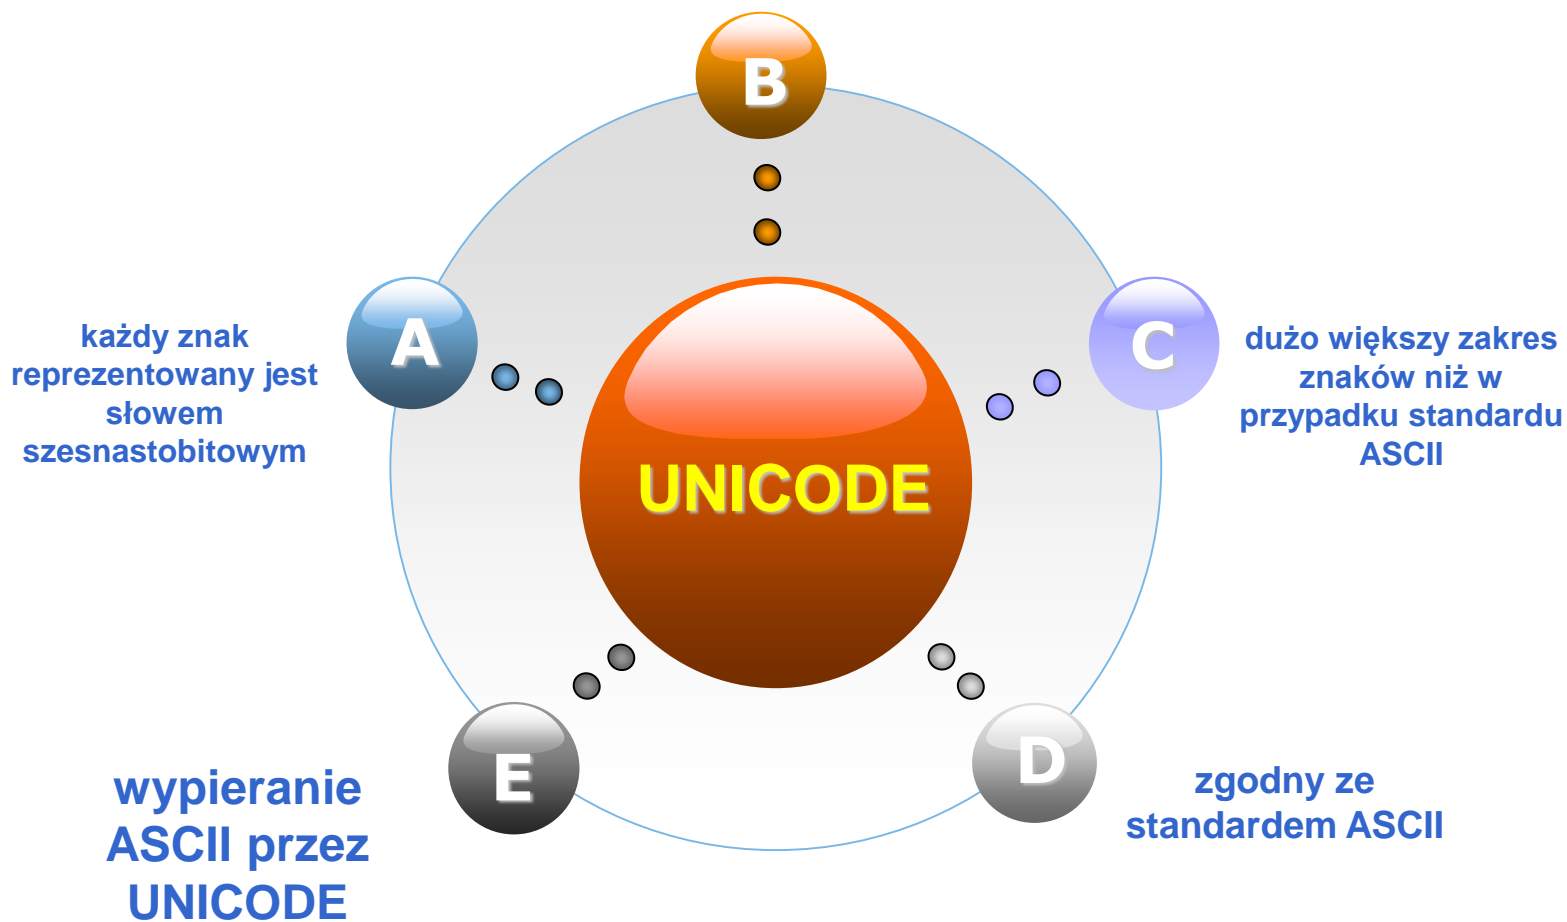 B
A
każdy znak
reprezentowany jest
słowem
szesnastobitowym
C
dużo większy zakres
znaków niż w
przypadku standardu
ASCII
UNICODE
E
wypieranie
ASCII przez
UNICODE
D
zgodny ze
standardem ASCII